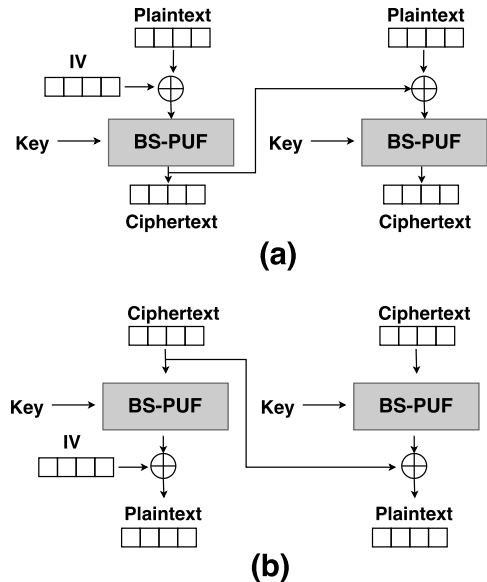 Plaintext Plaintext
IV
Key BS-PUF Key BS-PUF
Ciphertext Ciphertext
(a)
Ciphertext Ciphertext
Key BS-PUF Key BS-PUF
IV
Plaintext Plaintext
(b)